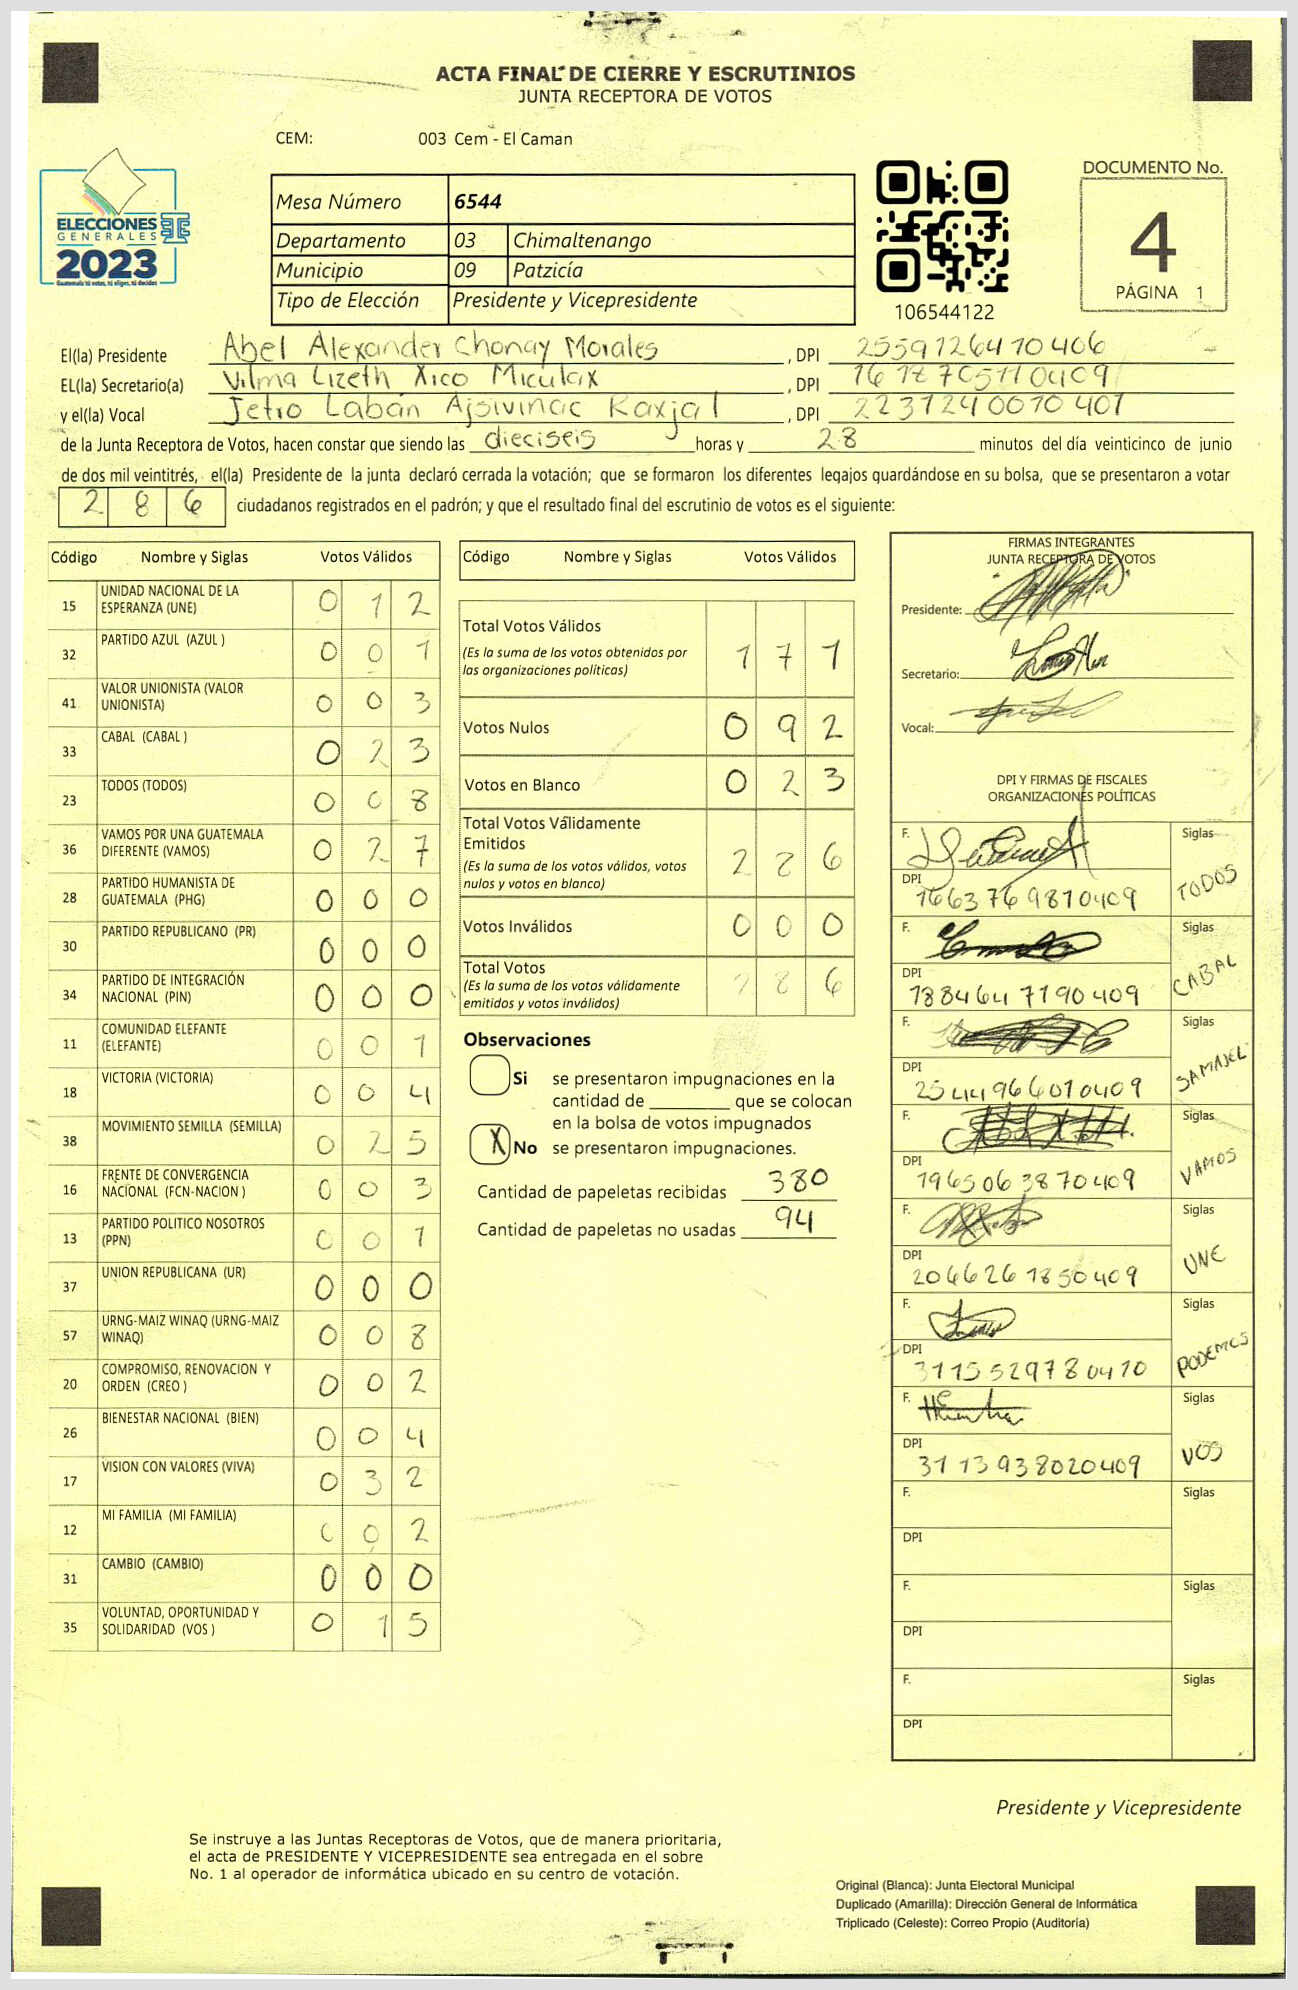 ACTA FINAL DE CIERRE Y ESCRUTINIOS
JUNTA RECEPTORA DE VOTOS
CEM: 003 Cem - El Caman
ELECCIONES
GENERALES
2023
Guatemala: tú votas, tú eliges, tú decides
Mesa Número 6544
Departamento 03 Chimaltenango
Municipio 09 Patzicía
Tipo de Elección Presidente y Vicepresidente
106544122
DOCUMENTO No.
4
PÁGINA 1
El(la) Presidente Abel Alexander Chonay Morales, DPI 2559126410406
EL(la) Secretario(a) Vilma Lizeth Xico Miculax, DPI 1618705110409
y el(la) Vocal Jetro Labán Ajsivinac Raxjal, DPI 2231240070401
de la Junta Receptora de Votos, hacen constar que siendo las dieciseis horas y 28 minutos del día veinticinco de junio
de dos mil veintitrés, el(la) Presidente de la junta declaró cerrada la votación; que se formaron los diferentes legajos guardándose en su bolsa, que se presentaron a votar
286 ciudadanos registrados en el padrón; y que el resultado final del escrutinio de votos es el siguiente:
Código Nombre y Siglas Votos Válidos
15 UNIDAD NACIONAL DE LA ESPERANZA (UNE) 0 1 2
32 PARTIDO AZUL (AZUL ) 0 0 1
41 VALOR UNIONISTA (VALOR UNIONISTA) 0 0 3
33 CABAL (CABAL ) 0 2 3
23 TODOS (TODOS) 0 0 8
36 VAMOS POR UNA GUATEMALA DIFERENTE (VAMOS) 0 2 7
28 PARTIDO HUMANISTA DE GUATEMALA (PHG) 0 0 0
30 PARTIDO REPUBLICANO (PR) 0 0 0
34 PARTIDO DE INTEGRACIÓN NACIONAL (PIN) 0 0 0
11 COMUNIDAD ELEFANTE (ELEFANTE) 0 0 1
18 VICTORIA (VICTORIA) 0 0 4
38 MOVIMIENTO SEMILLA (SEMILLA) 0 2 5
16 FRENTE DE CONVERGENCIA NACIONAL (FCN-NACION ) 0 0 3
13 PARTIDO POLITICO NOSOTROS (PPN) 0 0 1
37 UNION REPUBLICANA (UR) 0 0 0
57 URNG-MAIZ WINAQ (URNG-MAIZ WINAQ) 0 0 8
20 COMPROMISO, RENOVACION Y ORDEN (CREO ) 0 0 2
26 BIENESTAR NACIONAL (BIEN) 0 0 4
17 VISION CON VALORES (VIVA) 0 3 2
12 MI FAMILIA (MI FAMILIA) 0 0 2
31 CAMBIO (CAMBIO) 0 0 0
35 VOLUNTAD, OPORTUNIDAD Y SOLIDARIDAD (VOS ) 0 1 5
Código Nombre y Siglas Votos Válidos
Total Votos Válidos 1 7 1
(Es la suma de los votos obtenidos por
las organizaciones políticas)
Votos Nulos 0 9 2
Votos en Blanco 0 2 3
Total Votos Válidamente
Emitidos 2 8 6
(Es la suma de los votos válidos, votos
nulos y votos en blanco)
Votos Inválidos 0 0 0
Total Votos 2 8 6
(Es la suma de los votos válidamente
emitidos y votos inválidos)
Observaciones
Si se presentaron impugnaciones en la
cantidad de ________ que se colocan
en la bolsa de votos impugnados
X No se presentaron impugnaciones.
Cantidad de papeletas recibidas 380
Cantidad de papeletas no usadas 94
FIRMAS INTEGRANTES
JUNTA RECEPTORA DE VOTOS
Presidente:
Secretario:
Vocal:
DPI Y FIRMAS DE FISCALES
ORGANIZACIONES POLÍTICAS
F. Siglas
DPI 1663769810409 TODOS
F. Siglas
DPI 1884647190409 CABAL
F. Siglas
DPI 2544966010409 SAMAJEL
F. Siglas
DPI 1965063870409 VAMOS
F. Siglas
DPI 2046261850409 UNE
F. Siglas
DPI 3115529780410 PODEMOS
F. Siglas
DPI 3113938020409 VOS
F. Siglas
DPI
F. Siglas
DPI
F. Siglas
DPI
Presidente y Vicepresidente
Se instruye a las Juntas Receptoras de Votos, que de manera prioritaria,
el acta de PRESIDENTE Y VICEPRESIDENTE sea entregada en el sobre
No. 1 al operador de informática ubicado en su centro de votación.
Original (Blanca): Junta Electoral Municipal
Duplicado (Amarilla): Dirección General de Informática
Triplicado (Celeste): Correo Propio (Auditoría)